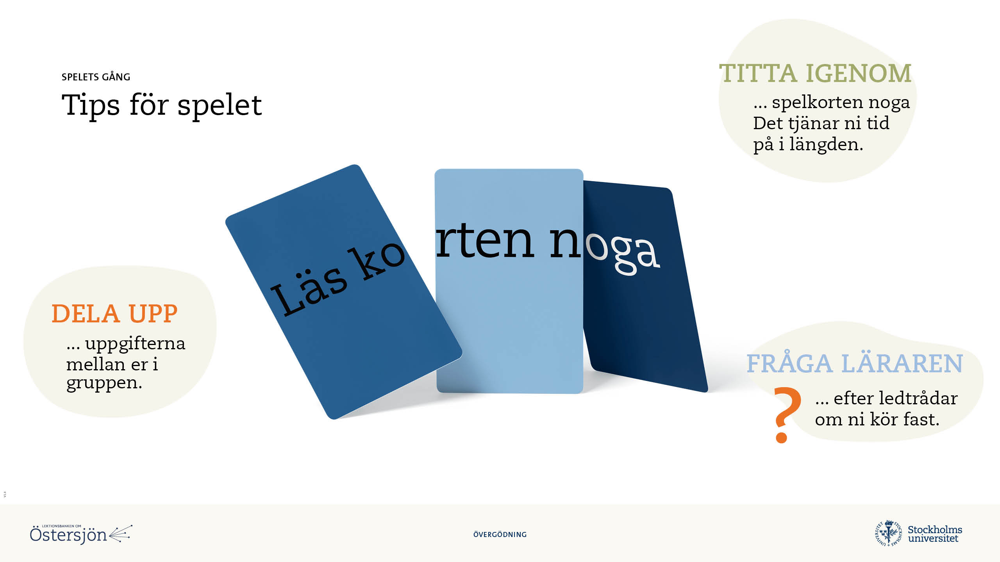 SPELETS GÅNG
Tips för spelet
TITTA IGENOM
... spelkorten noga
Det tjänar ni tid
på i längden.
Läs korten noga
DELA UPP
... uppgifterna
mellan er i
gruppen.
FRÅGA LÄRAREN
?
... efter ledtrådar
om ni kör fast.
V1.0
LEKTIONSBANKEN OM
Östersjön
ÖVERGÖDNING
STOCKHOLMS UNIVERSITET
Stockholms
universitet